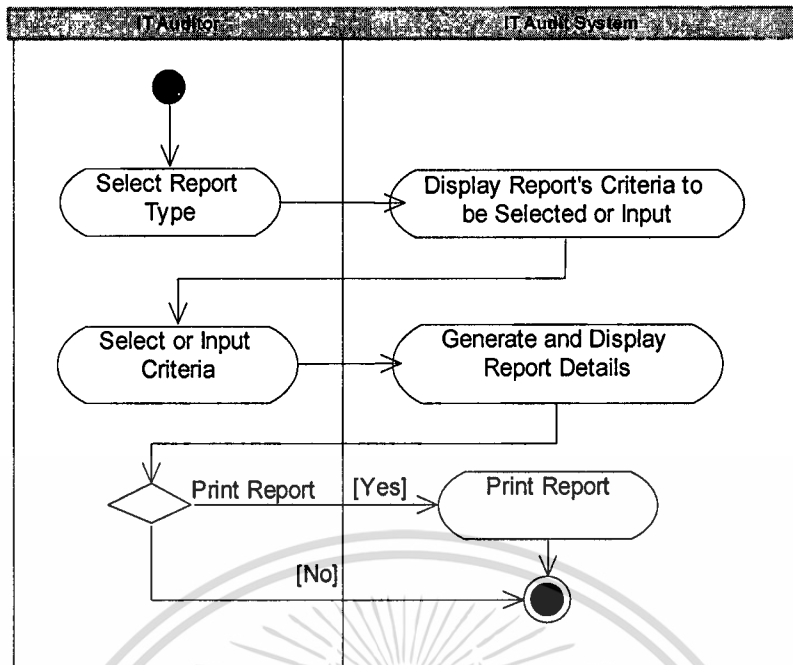 IT Auditor
IT Audit System
Select Report
Type
Display Report's Criteria to
be Selected or Input
Select or Input
Criteria
Generate and Display
Report Details
Print Report
[Yes]
Print Report
[No]